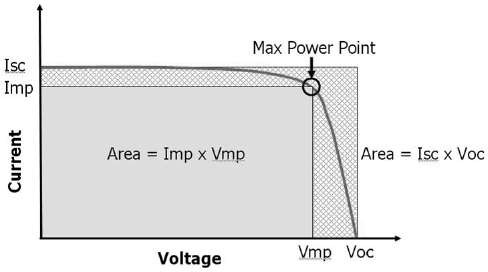 Max Power Point
Isc
Imp
Current
Area = Imp x Vmp
Area = Isc x Voc
Voltage
Vmp
Voc